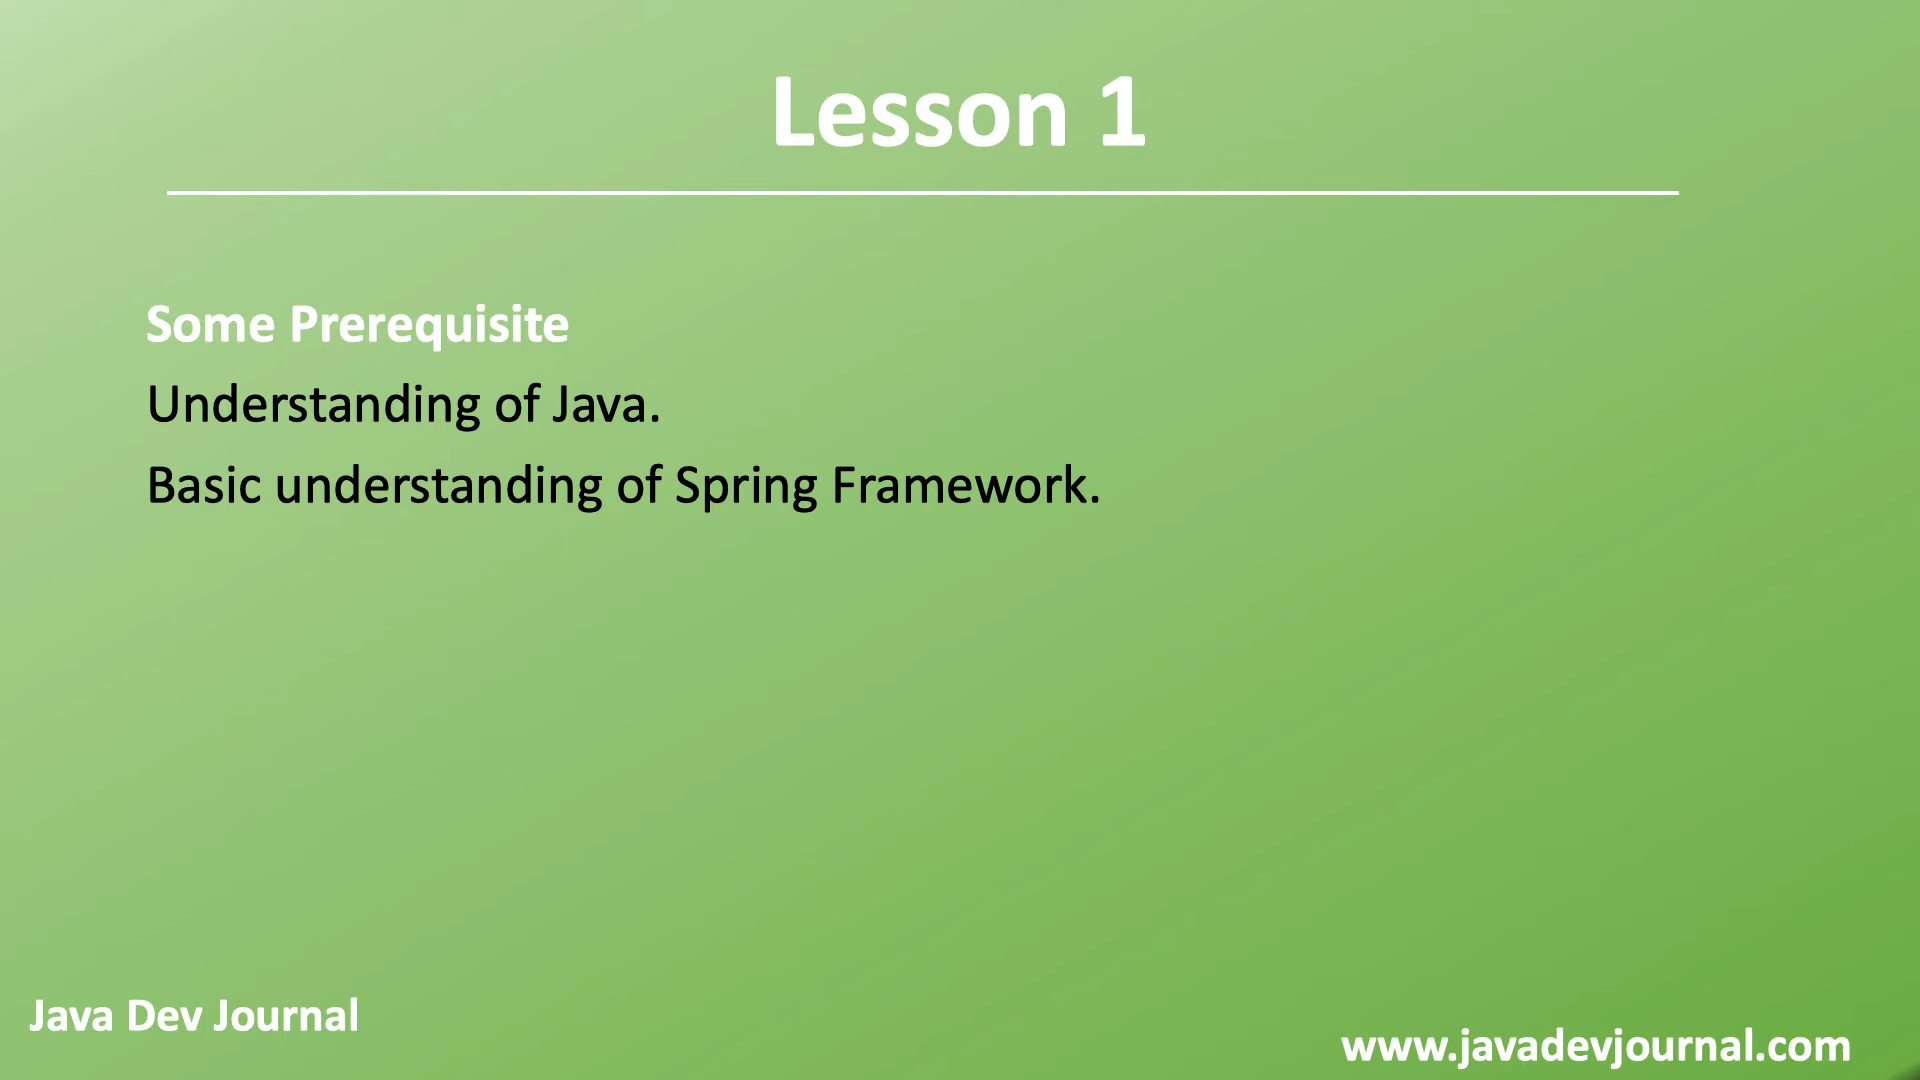 Lesson 1
Some Prerequisite
Understanding of Java.
Basic understanding of Spring Framework.
Java Dev Journal
www.javadevjournal.com